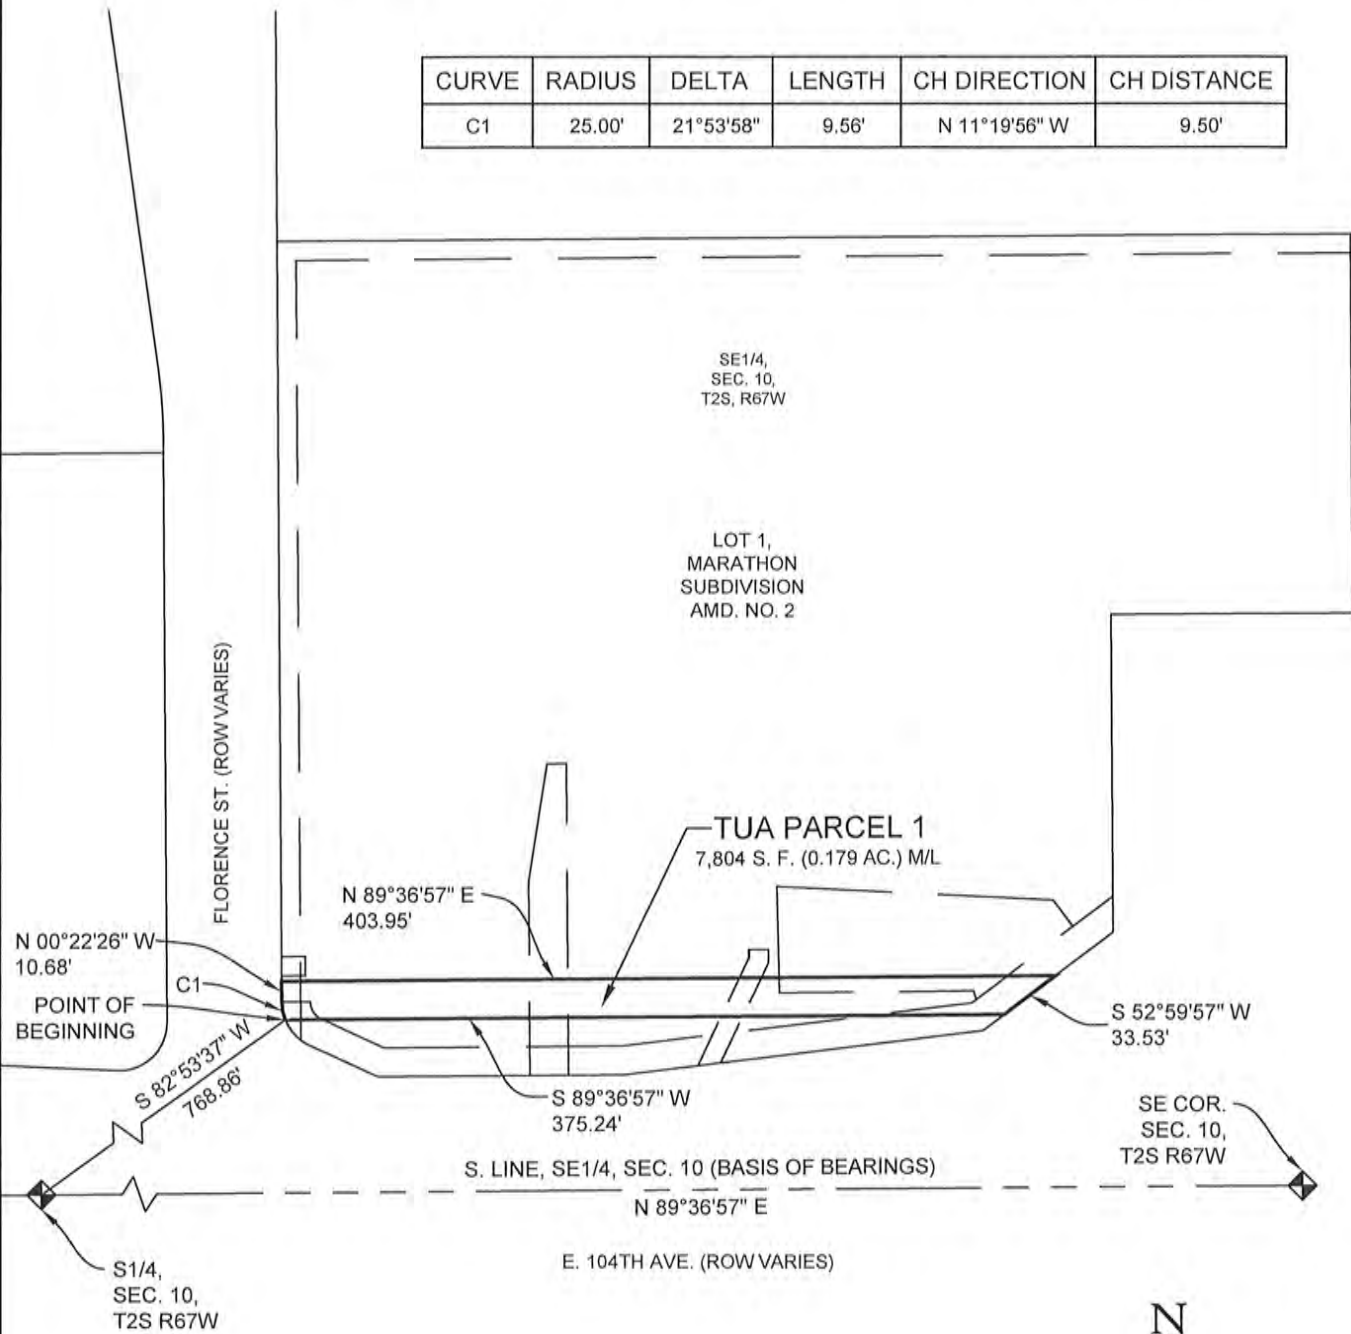 CURVE RADIUS DELTA LENGTH CH DIRECTION CH DISTANCE
C1 25.00' 21°53'58" 9.56' N 11°19'56" W 9.50'
SE1/4,
SEC. 10,
T2S, R67W
LOT 1,
MARATHON
SUBDIVISION
AMD. NO. 2
FLORENCE ST. (ROW VARIES)
TUA PARCEL 1
7,804 S. F. (0.179 AC.) M/L
N 89°36'57" E
403.95'
N 00°22'26" W
10.68'
C1
POINT OF
BEGINNING
S 82°53'37" W
768.86'
S 52°59'57" W
33.53'
S 89°36'57" W
375.24'
SE COR.
SEC. 10,
T2S R67W
S. LINE, SE1/4, SEC. 10 (BASIS OF BEARINGS)
N 89°36'57" E
E. 104TH AVE. (ROW VARIES)
S1/4,
SEC. 10,
T2S R67W
N